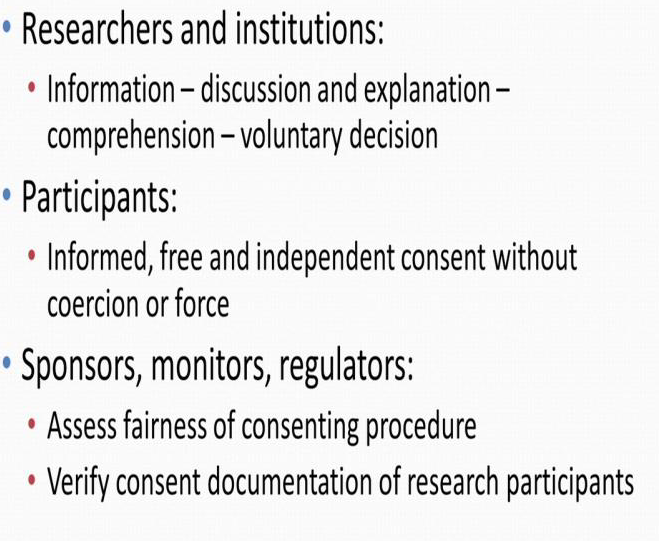 • Researchers and institutions:
• Information – discussion and explanation –
comprehension – voluntary decision
• Participants:
• Informed, free and independent consent without
coercion or force
• Sponsors, monitors, regulators:
• Assess fairness of consenting procedure
• Verify consent documentation of research participants